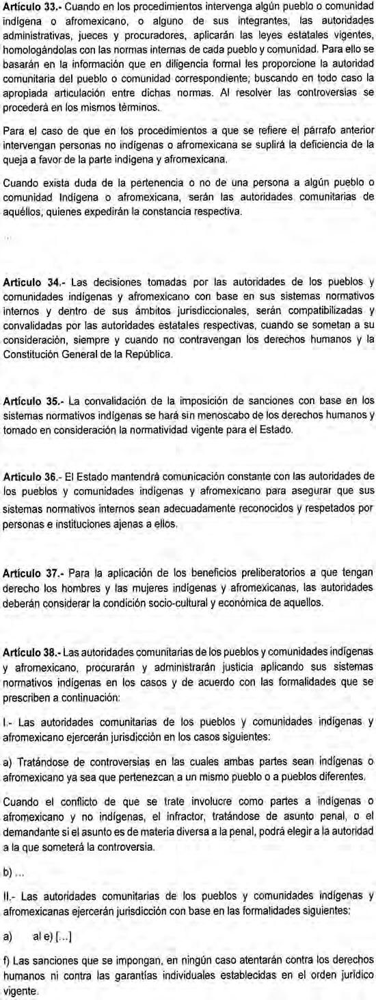 Artículo 33.- Cuando en los procedimientos intervenga algún pueblo o comunidad
indígena o afromexicano, o alguno de sus integrantes, las autoridades
administrativas, jueces y procuradores, aplicarán las leyes estatales vigentes,
homologándolas con las normas internas de cada pueblo y comunidad. Para ello se
basarán en la información que en diligencia formal les proporcione la autoridad
comunitaria del pueblo o comunidad correspondiente; buscando en todo caso la
apropiada articulación entre dichas normas. Al resolver las controversias se
procederá en los mismos términos.
Para el caso de que en los procedimientos a que se refiere el párrafo anterior
intervengan personas no indígenas o afromexicana se suplirá la deficiencia de la
queja a favor de la parte indígena y afromexicana.
Cuando exista duda de la pertenencia o no de una persona a algún pueblo o
comunidad Indígena o afromexicana, serán las autoridades comunitarias de
aquéllos, quienes expedirán la constancia respectiva.
...
Artículo 34.- Las decisiones tomadas por las autoridades de los pueblos y
comunidades indígenas y afromexicano con base en sus sistemas normativos
internos y dentro de sus ámbitos jurisdiccionales, serán compatibilizadas y
convalidadas por las autoridades estatales respectivas, cuando se sometan a su
consideración, siempre y cuando no contravengan los derechos humanos y la
Constitución General de la República.
Artículo 35.- La convalidación de la imposición de sanciones con base en los
sistemas normativos indígenas se hará sin menoscabo de los derechos humanos y
tomado en consideración la normatividad vigente para el Estado.
Artículo 36.- El Estado mantendrá comunicación constante con las autoridades de
los pueblos y comunidades indígenas y afromexicano para asegurar que sus
sistemas normativos internos sean adecuadamente reconocidos y respetados por
personas e instituciones ajenas a ellos.
Artículo 37.- Para la aplicación de los beneficios preliberatorios a que tengan
derecho los hombres y las mujeres indígenas y afromexicanas, las autoridades
deberán considerar la condición socio-cultural y económica de aquellos.
Artículo 38.- Las autoridades comunitarias de los pueblos y comunidades indígenas
y afromexicano, procurarán y administrarán justicia aplicando sus sistemas
normativos indígenas en los casos y de acuerdo con las formalidades que se
prescriben a continuación:
I.- Las autoridades comunitarias de los pueblos y comunidades indígenas y
afromexicano ejercerán jurisdicción en los casos siguientes:
a) Tratándose de controversias en las cuales ambas partes sean indígenas o
afromexicano ya sea que pertenezcan a un mismo pueblo o a pueblos diferentes.
Cuando el conflicto de que se trate involucre como partes a indígenas o
afromexicano y no indígenas, el infractor, tratándose de asunto penal, o el
demandante si el asunto es de materia diversa a la penal, podrá elegir a la autoridad
a la que someterá la controversia.
b) ...
II.- Las autoridades comunitarias de los pueblos y comunidades indígenas y
afromexicanas ejercerán jurisdicción con base en las formalidades siguientes:
a) al e) [...]
f) Las sanciones que se impongan, en ningún caso atentarán contra los derechos
humanos ni contra las garantías individuales establecidas en el orden jurídico
vigente.